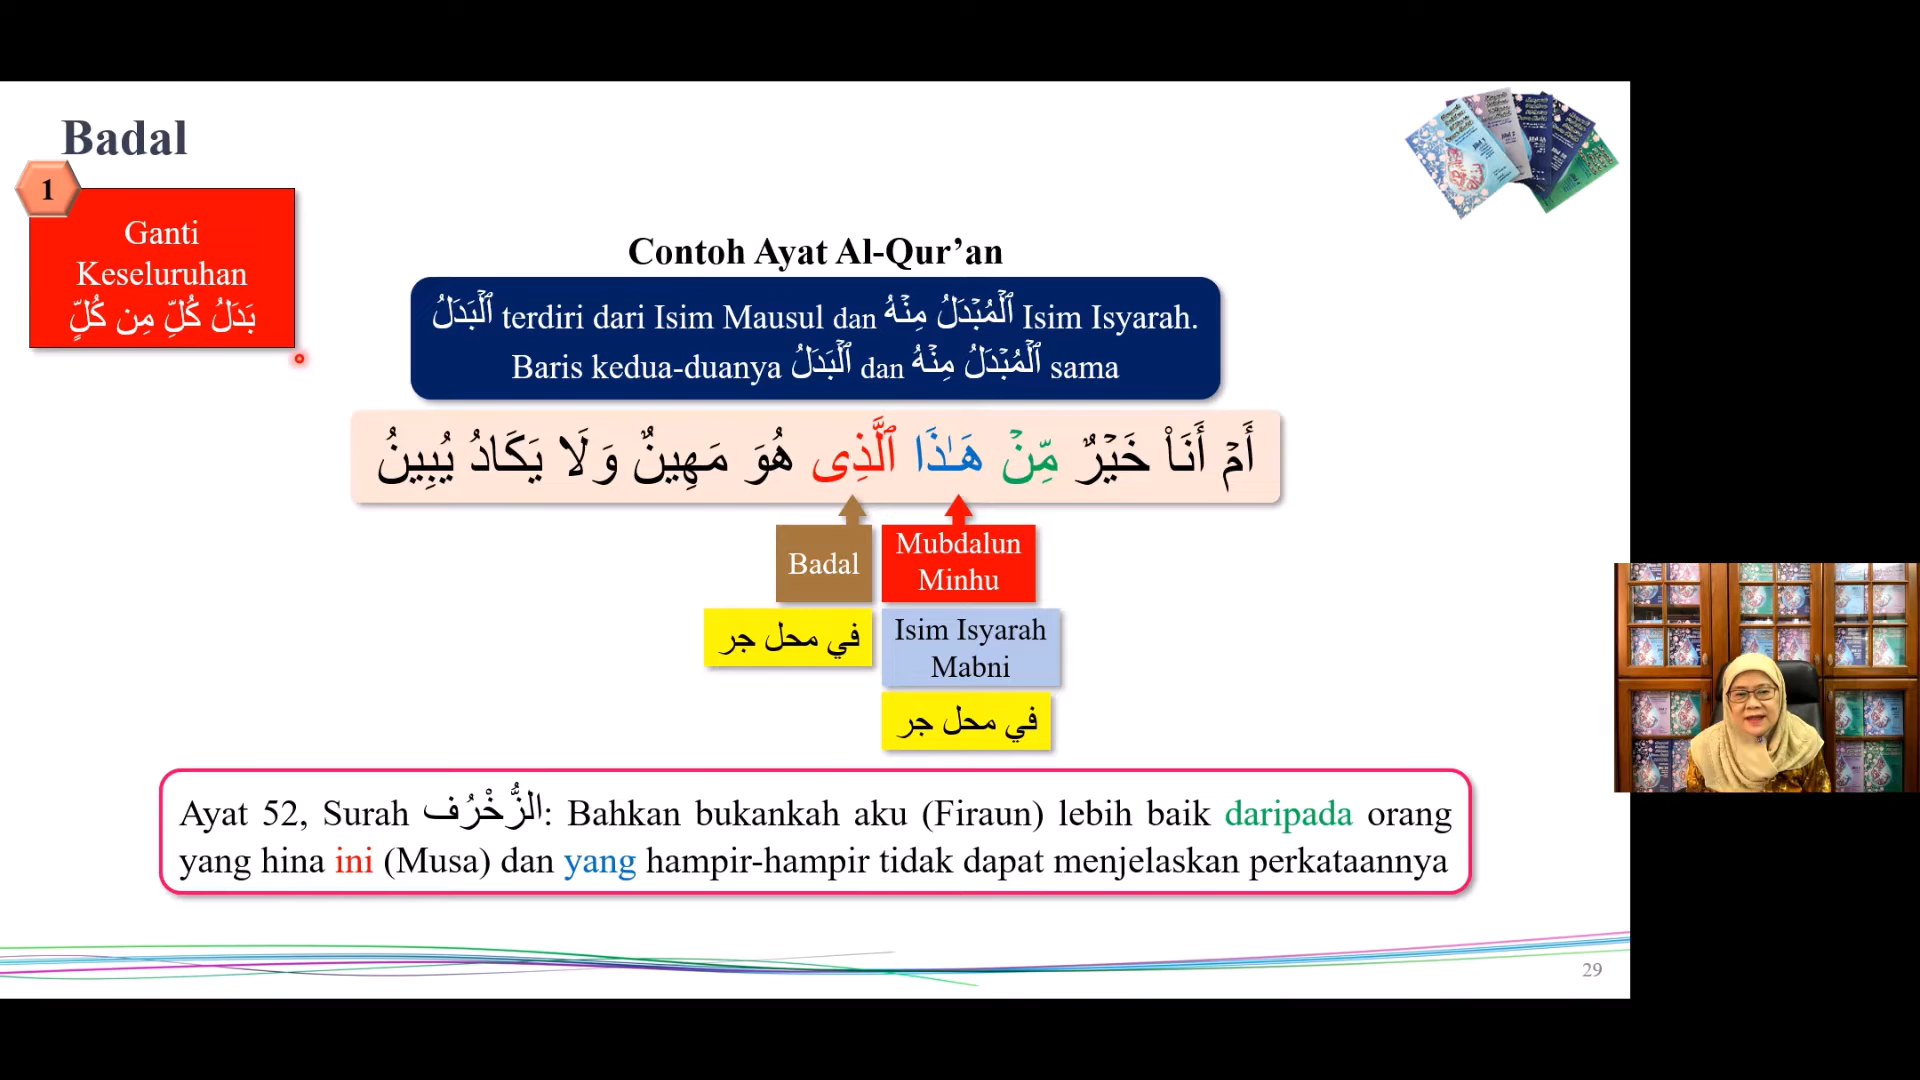 Badal
1
Ganti
Keseluruhan
بَدَلُ كُلِّ مِن كُلٍّ
Contoh Ayat Al-Qur’an
ٱلۡبَدَلُ terdiri dari Isim Mausul dan ٱلۡمُبۡدَلُ مِنۡهُ Isim Isyarah.
Baris kedua-duanya ٱلۡبَدَلُ dan ٱلۡمُبۡدَلُ مِنۡهُ sama
أَمۡ أَنَا۠ خَيۡرٌ مِّنۡ هَـٰذَا ٱلَّذِى هُوَ مَهِينٌ وَلَا يَكَادُ يُبِينُ
Badal
Mubdalun
Minhu
في محل جر
Isim Isyarah
Mabni
في محل جر
Ayat 52, Surah الزُّخْرُف: Bahkan bukankah aku (Firaun) lebih baik daripada orang
yang hina ini (Musa) dan yang hampir-hampir tidak dapat menjelaskan perkataannya
29